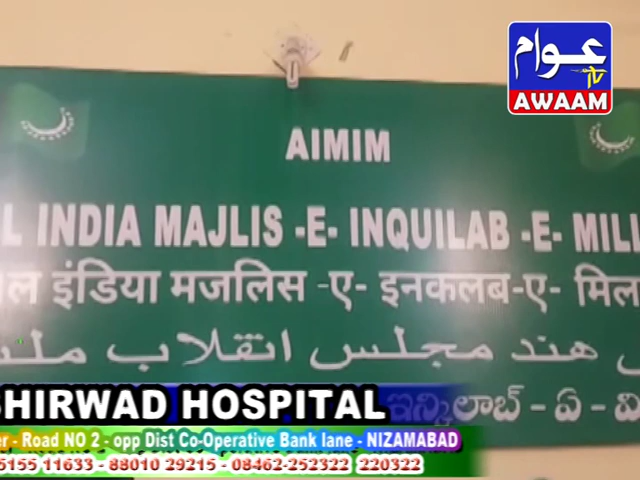 عوام
TV
AWAAM
AIMIM
L INDIA MAJLIS -E- INQUILAB -E- MILI
इंडिया मजलिस -ए- इनकलब-ए- मिल
ہند مجلس انقلاب ملت
SHIRWAD HOSPITAL
ఇన్కిలాబ్ - ఏ - మి
er - Road NO 2 - opp Dist Co-Operative Bank lane - NIZAMABAD
5155 11633 - 88010 29215 - 08462-252322 220322